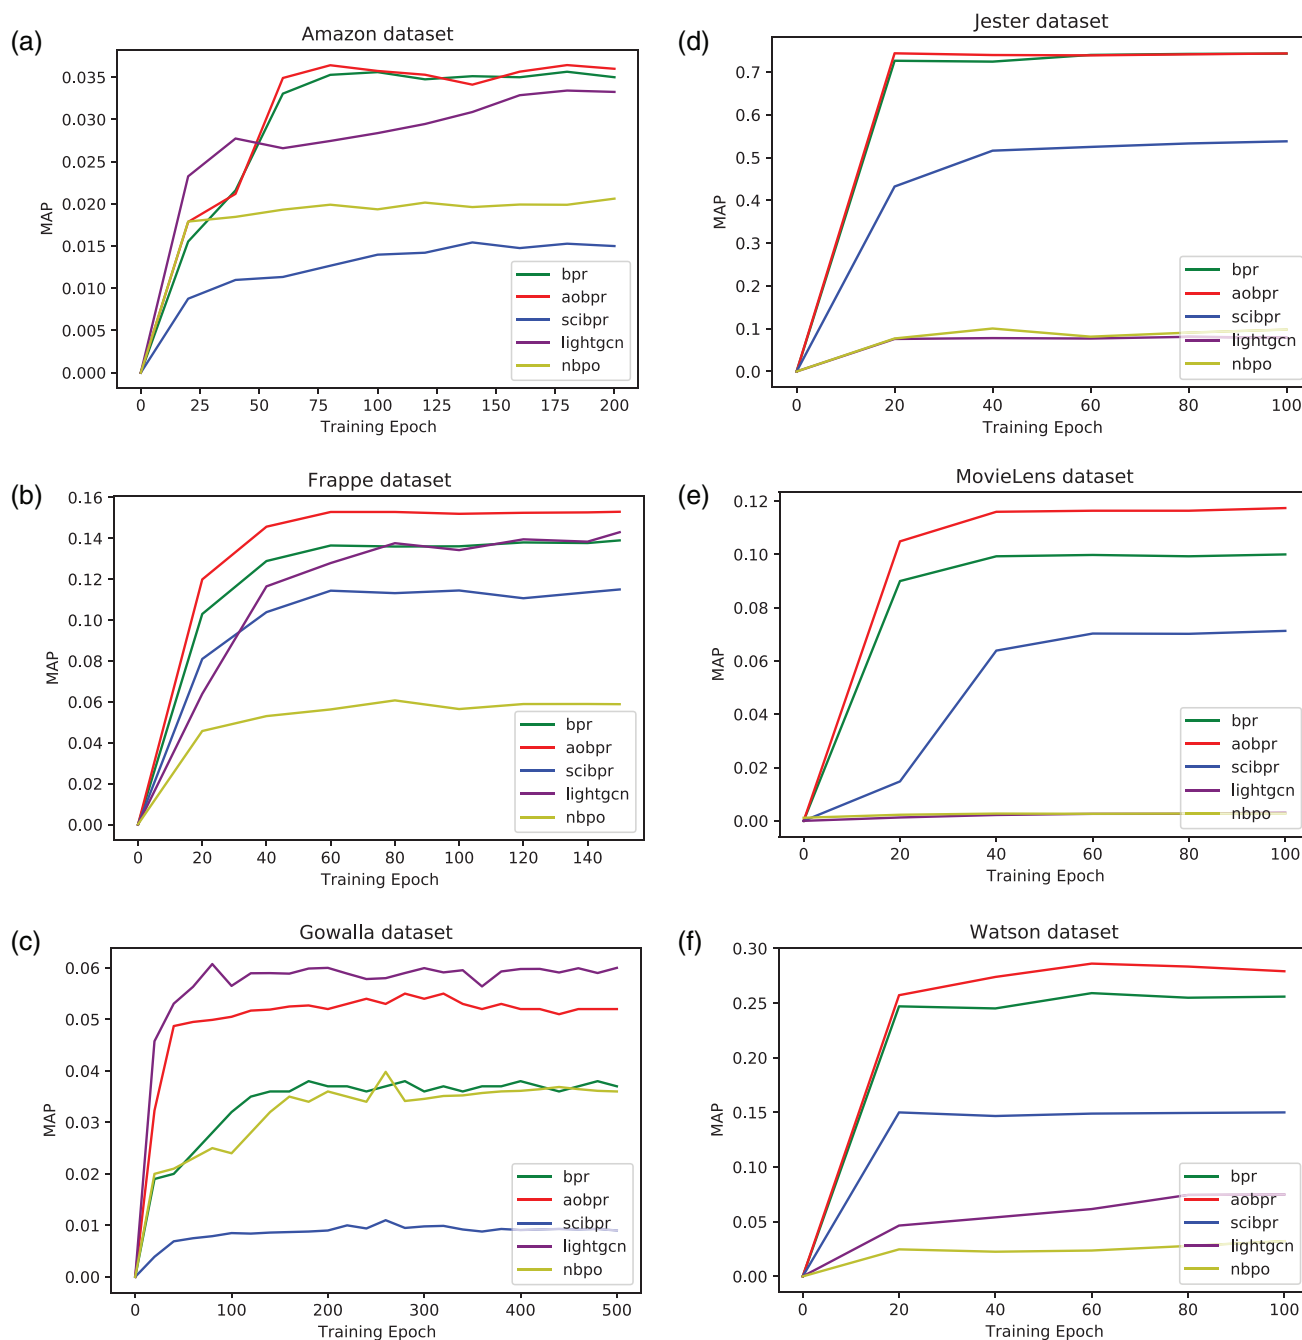 (a)
Amazon dataset
0.035
0.030
0.025
0.020
0.015
0.010
0.005
0.000
MAP
bpr
aobpr
scibpr
lightgcn
nbpo
0 25 50 75 100 125 150 175 200
Training Epoch
(d)
Jester dataset
0.7
0.6
0.5
0.4
0.3
0.2
0.1
0.0
MAP
bpr
aobpr
scibpr
lightgcn
nbpo
0 20 40 60 80 100
Training Epoch
(b)
Frappe dataset
0.16
0.14
0.12
0.10
0.08
0.06
0.04
0.02
0.00
MAP
bpr
aobpr
scibpr
lightgcn
nbpo
0 20 40 60 80 100 120 140
Training Epoch
(e)
MovieLens dataset
0.12
0.10
0.08
0.06
0.04
0.02
0.00
MAP
bpr
aobpr
scibpr
lightgcn
nbpo
0 20 40 60 80 100
Training Epoch
(c)
Gowalla dataset
0.06
0.05
0.04
0.03
0.02
0.01
0.00
MAP
bpr
aobpr
scibpr
lightgcn
nbpo
0 100 200 300 400 500
Training Epoch
(f)
Watson dataset
0.30
0.25
0.20
0.15
0.10
0.05
0.00
MAP
bpr
aobpr
scibpr
lightgcn
nbpo
0 20 40 60 80 100
Training Epoch